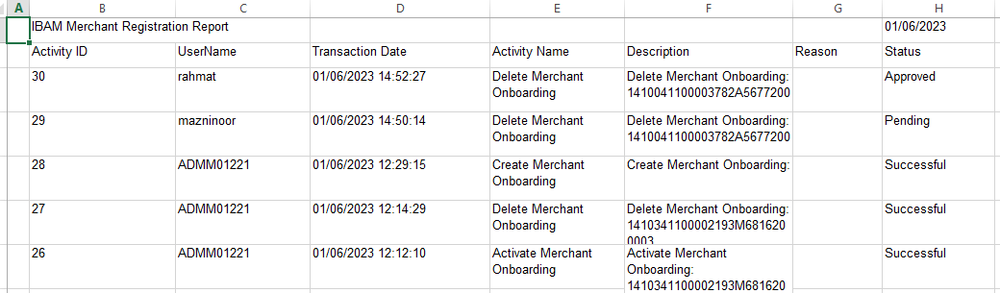 A B C D E F G H
IBAM Merchant Registration Report 01/06/2023
Activity ID UserName Transaction Date Activity Name Description Reason Status
30 rahmat 01/06/2023 14:52:27 Delete Merchant Delete Merchant Onboarding: Approved
Onboarding 1410041100003782A5677200
29 mazninoor 01/06/2023 14:50:14 Delete Merchant Delete Merchant Onboarding: Pending
Onboarding 1410041100003782A5677200
28 ADMM01221 01/06/2023 12:29:15 Create Merchant Create Merchant Onboarding: Successful
Onboarding
27 ADMM01221 01/06/2023 12:14:29 Delete Merchant Delete Merchant Onboarding: Successful
Onboarding 1410341100002193M681620
0003
26 ADMM01221 01/06/2023 12:12:10 Activate Merchant Activate Merchant Successful
Onboarding Onboarding:
1410341100002193M681620